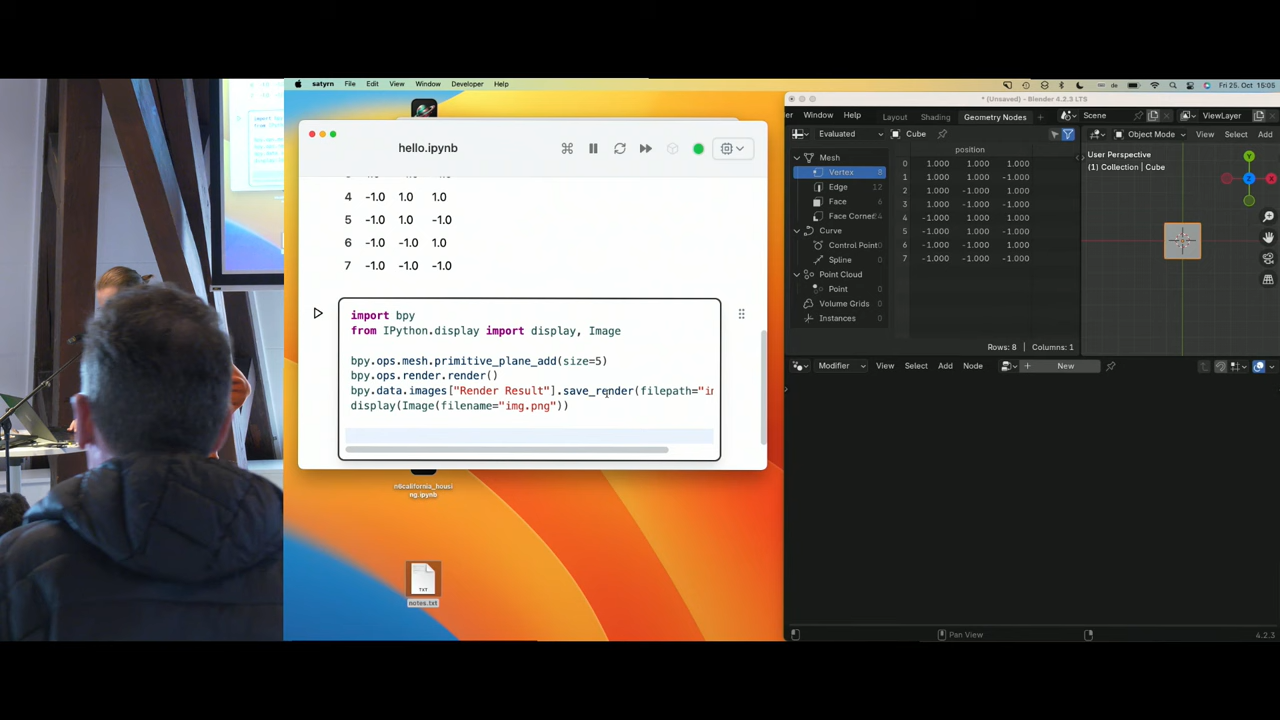 satyrn File Edit View Window Developer Help
de Fri 25. Oct 15:05
hello.ipynb
4 -1.0 1.0 1.0
5 -1.0 1.0 -1.0
6 -1.0 -1.0 1.0
7 -1.0 -1.0 -1.0
import bpy
from IPython.display import display, Image
bpy.ops.mesh.primitive_plane_add(size=5)
bpy.ops.render.render()
bpy.data.images["Render Result"].save_render(filepath="i
display(Image(filename="img.png"))
n6california_housi
ng.ipynb
TXT
notes.txt
* (Unsaved) - Blender 4.2.3 LTS
Window Help Layout Shading Geometry Nodes + Scene ViewLayer
Evaluated Cube Object Mode View Select Add
Mesh
Vertex 8
Edge 12
Face 6
Face Corner
Curve
Control Point 0
Spline 0
Point Cloud
Point 0
Volume Grids 0
Instances 0
position
0 1.000 1.000 1.000
1 1.000 1.000 -1.000
2 1.000 -1.000 1.000
3 1.000 -1.000 -1.000
4 -1.000 1.000 1.000
5 -1.000 1.000 -1.000
6 -1.000 -1.000 1.000
7 -1.000 -1.000 -1.000
Rows: 8 | Columns: 1
User Perspective
(1) Collection | Cube
Y
X
Z
Modifier View Select Add Node + New
Pan View
4.2.3